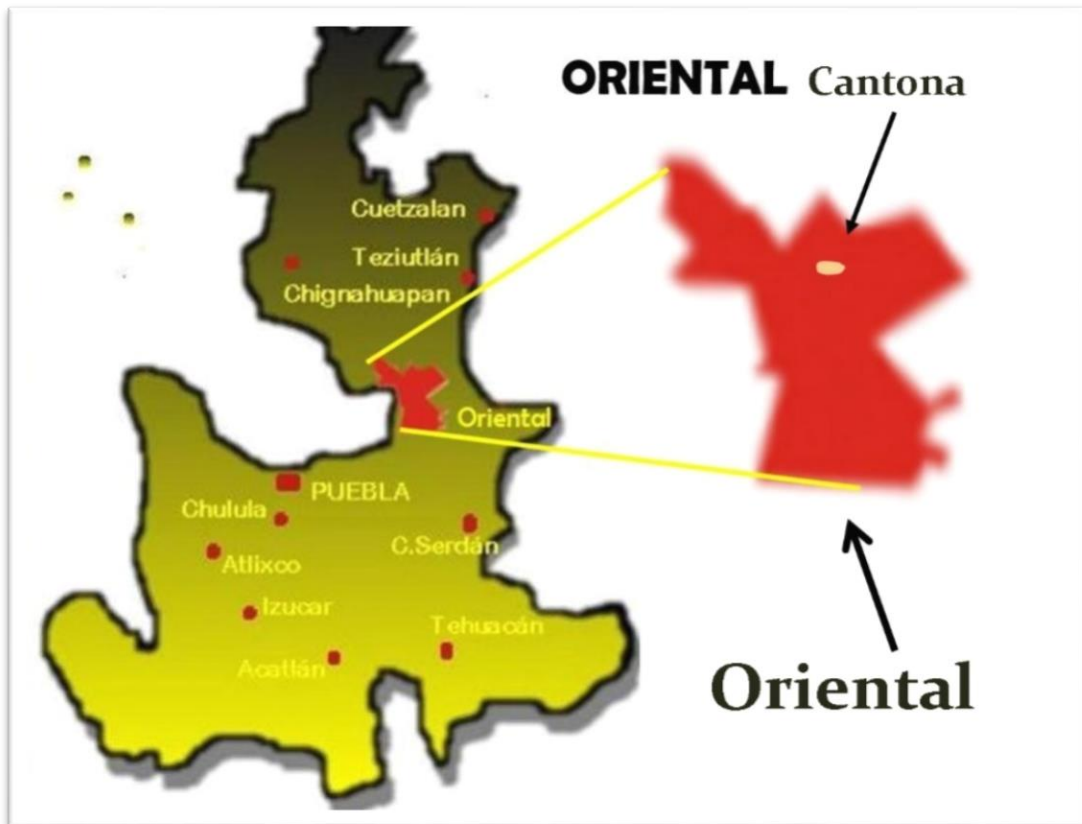 ORIENTAL Cantona
Cuetzalan
Teziutlán
Chignahuapan
Oriental
PUEBLA
Chulula
C.Serdán
Atlixco
Izucar
Tehuacán
Acatlán
Oriental